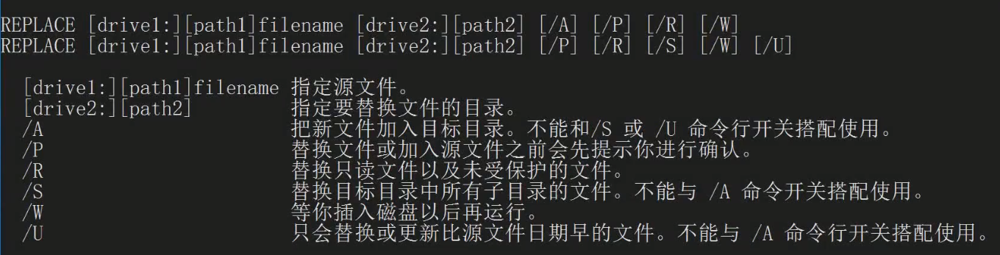 REPLACE [drive1:][path1]filename [drive2:][path2] [/A] [/P] [/R] [/W]
REPLACE [drive1:][path1]filename [drive2:][path2] [/P] [/R] [/S] [/W] [/U]
[drive1:][path1]filename 指定源文件。
[drive2:][path2] 指定要替换文件的目录。
/A 把新文件加入目标目录。不能和/S 或 /U 命令行开关搭配使用。
/P 替换文件或加入源文件之前会先提示你进行确认。
/R 替换只读文件以及未受保护的文件。
/S 替换目标目录中所有子目录的文件。不能与 /A 命令开关搭配使用。
/W 等你插入磁盘以后再运行。
/U 只会替换或更新比源文件日期早的文件。不能与 /A 命令行开关搭配使用。